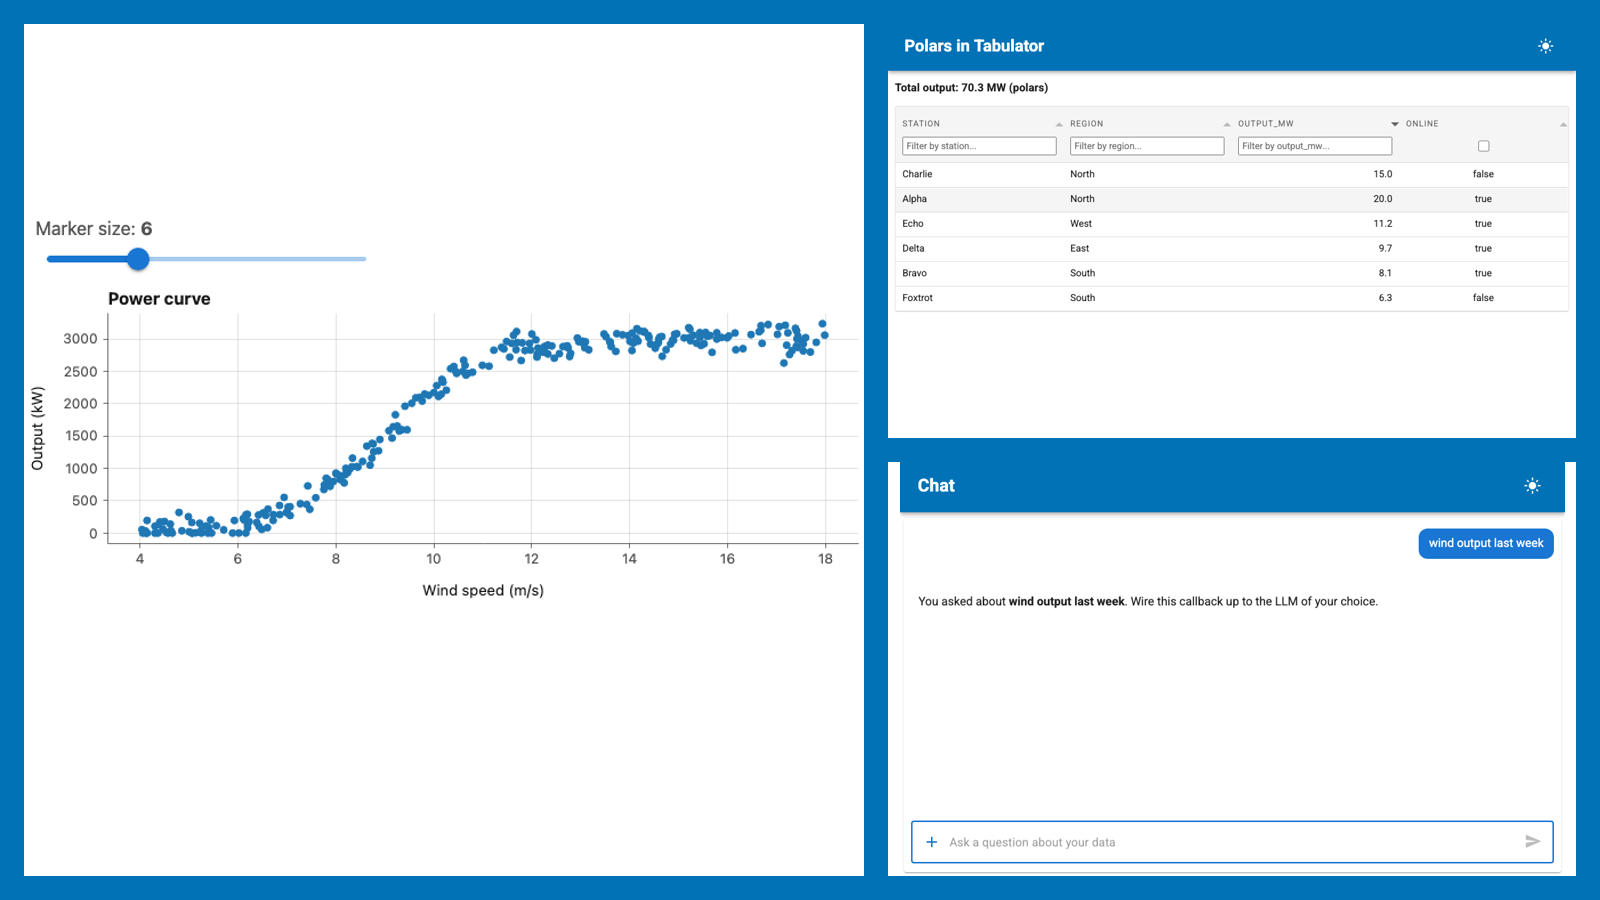 Marker size: 6
Power curve
3000
2500
2000
1500
1000
500
0
Output (kW)
4 6 8 10 12 14 16 18
Wind speed (m/s)
Polars in Tabulator
Total output: 70.3 MW (polars)
STATION REGION OUTPUT_MW ONLINE
Filter by station... Filter by region... Filter by output_mw...
Charlie North 15.0 false
Alpha North 20.0 true
Echo West 11.2 true
Delta East 9.7 true
Bravo South 8.1 true
Foxtrot South 6.3 false
Chat
wind output last week
You asked about wind output last week. Wire this callback up to the LLM of your choice.
Ask a question about your data